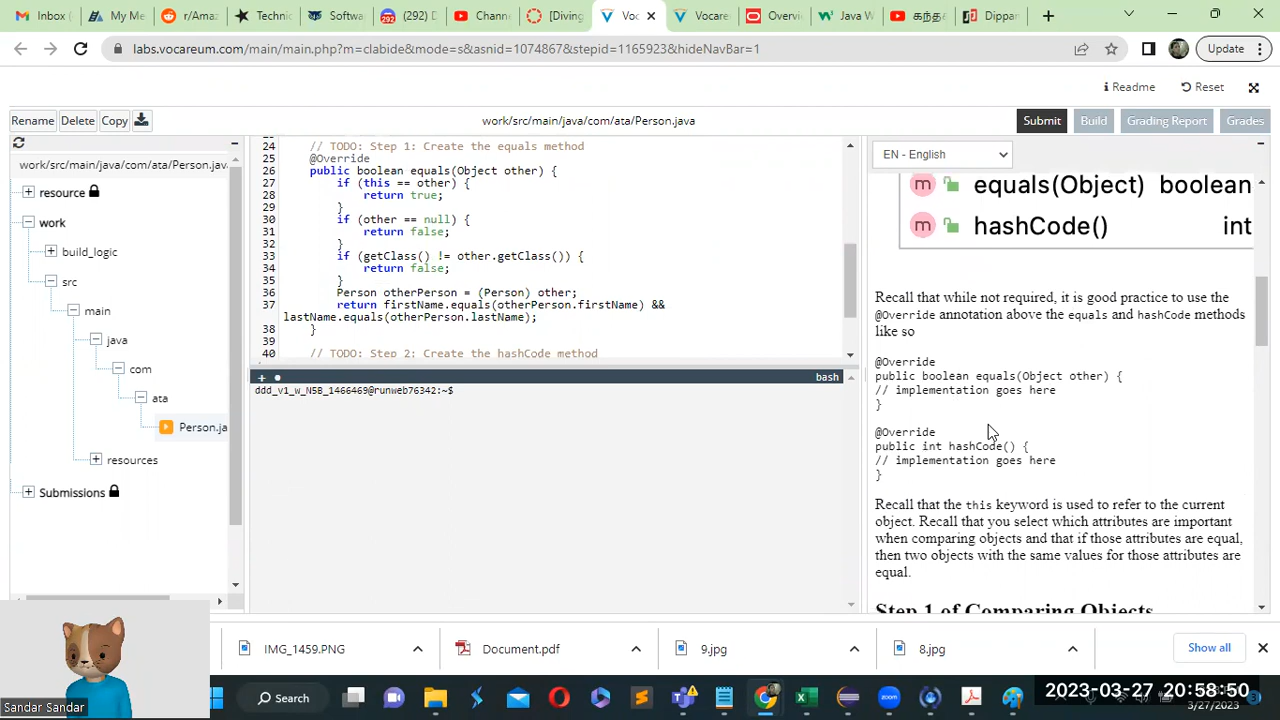 Inbox (
My Me
r/Amaz
Technic
Softwa
(292) D
Channe
[Diving
Voc
Vocare
Overvi
Java W
கந்த
Dippar
labs.vocareum.com/main/main.php?m=clabide&mode=s&asnid=1074867&stepid=1165923&hideNavBar=1
Update
Readme
Reset
Rename
Delete
Copy
work/src/main/java/com/ata/Person.java
Submit
Build
Grading Report
Grades
work/src/main/java/com/ata/Person.java
resource
work
build_logic
src
main
java
com
ata
Person.ja
resources
Submissions
24 // TODO: Step 1: Create the equals method
25 @Override
26 public boolean equals(Object other) {
27 if (this == other) {
28 return true;
29 }
30 if (other == null) {
31 return false;
32 }
33 if (getClass() != other.getClass()) {
34 return false;
35 }
36 Person otherPerson = (Person) other;
37 return firstName.equals(otherPerson.firstName) &&
lastName.equals(otherPerson.lastName);
38 }
39
40 // TODO: Step 2: Create the hashCode method
bash
ddd_v1_w_N5B_1466469@runweb76342:~$
EN - English
equals(Object) boolean
hashCode() int
Recall that while not required, it is good practice to use the
@Override annotation above the equals and hashCode methods
like so
@Override
public boolean equals(Object other) {
// implementation goes here
}
@Override
public int hashCode() {
// implementation goes here
}
Recall that the this keyword is used to refer to the current
object. Recall that you select which attributes are important
when comparing objects and that if those attributes are equal,
then two objects with the same values for those attributes are
equal.
Step 1 of Comparing Objects
IMG_1459.PNG
Document.pdf
9.jpg
8.jpg
Show all
Sandar Sandar
Search
2023-03-27 20:58:50
3/27/2023